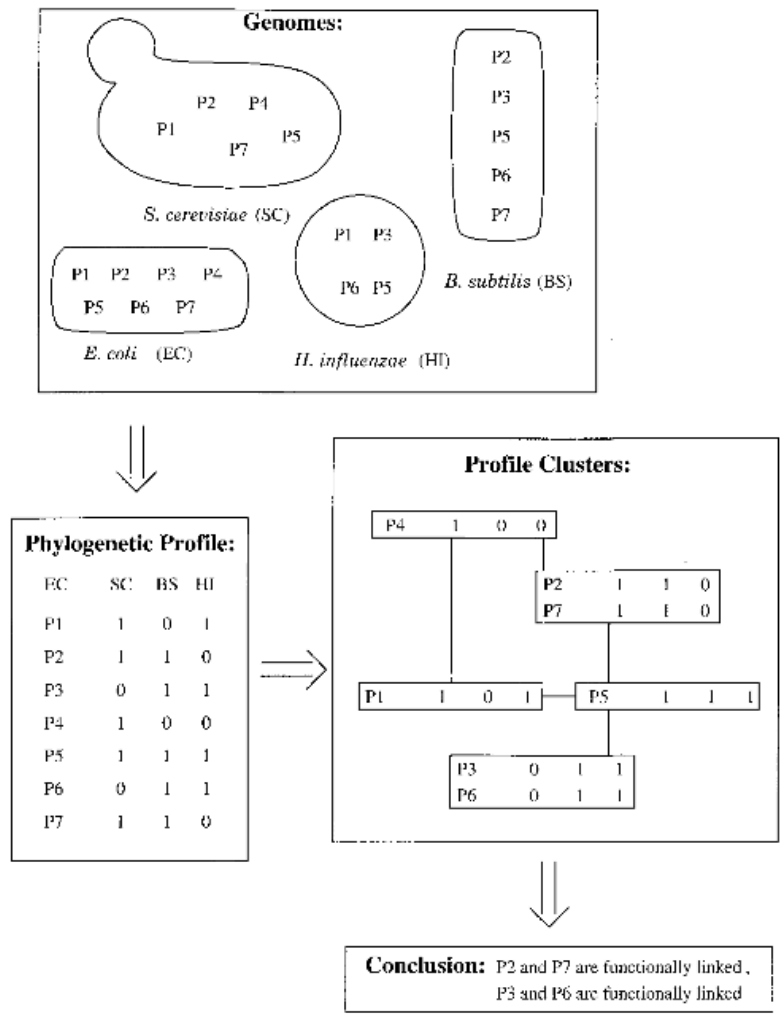 Genomes:
P2 P4
P1 P5
P7
S. cerevisiae (SC)
P2
P3
P5
P6
P7
B. subtilis (BS)
P1 P3
P6 P5
H. influenzae (HI)
P1 P2 P3 P4
P5 P6 P7
E. coli (EC)
Phylogenetic Profile:
EC SC BS HI
P1 1 0 1
P2 1 1 0
P3 0 1 1
P4 1 0 0
P5 1 1 1
P6 0 1 1
P7 1 1 0
Profile Clusters:
P4 1 0 0
P2 1 1 0
P7 1 1 0
P1 1 0 1
P5 1 1 1
P3 0 1 1
P6 0 1 1
Conclusion: P2 and P7 are functionally linked,
P3 and P6 are functionally linked